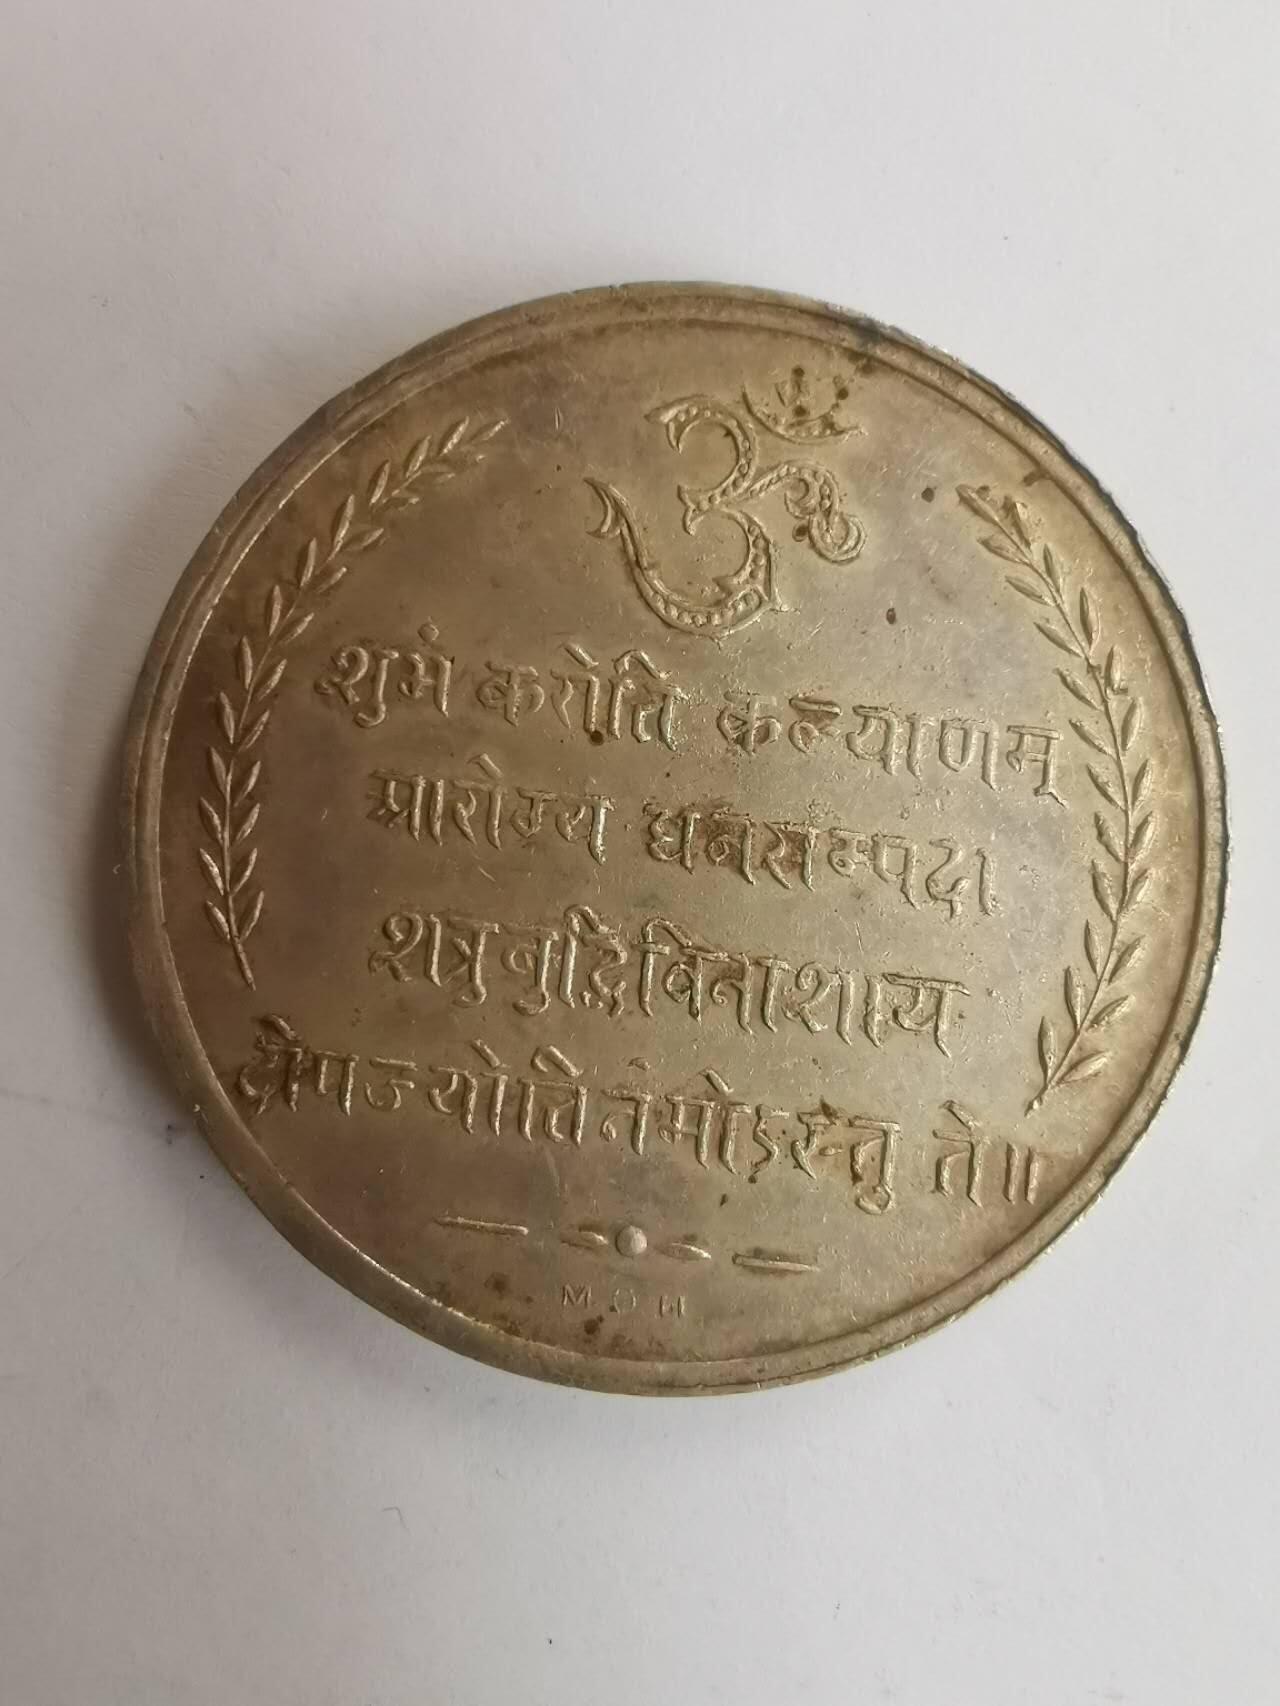 ॐ
शुभं करोति कल्याणम्
आरोग्य धनसम्पदा
शत्रुबुद्धिविनाशाय
दीपज्योतिर्नमोऽस्तु ते॥